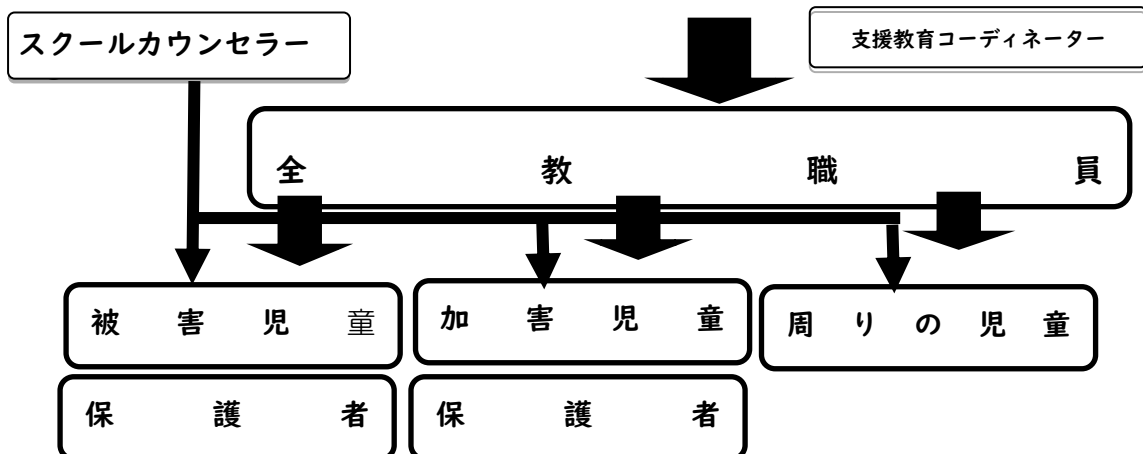 スクールカウンセラー
支援教育コーディネーター
全教職員
被害児童
加害児童
周りの児童
保護者
保護者